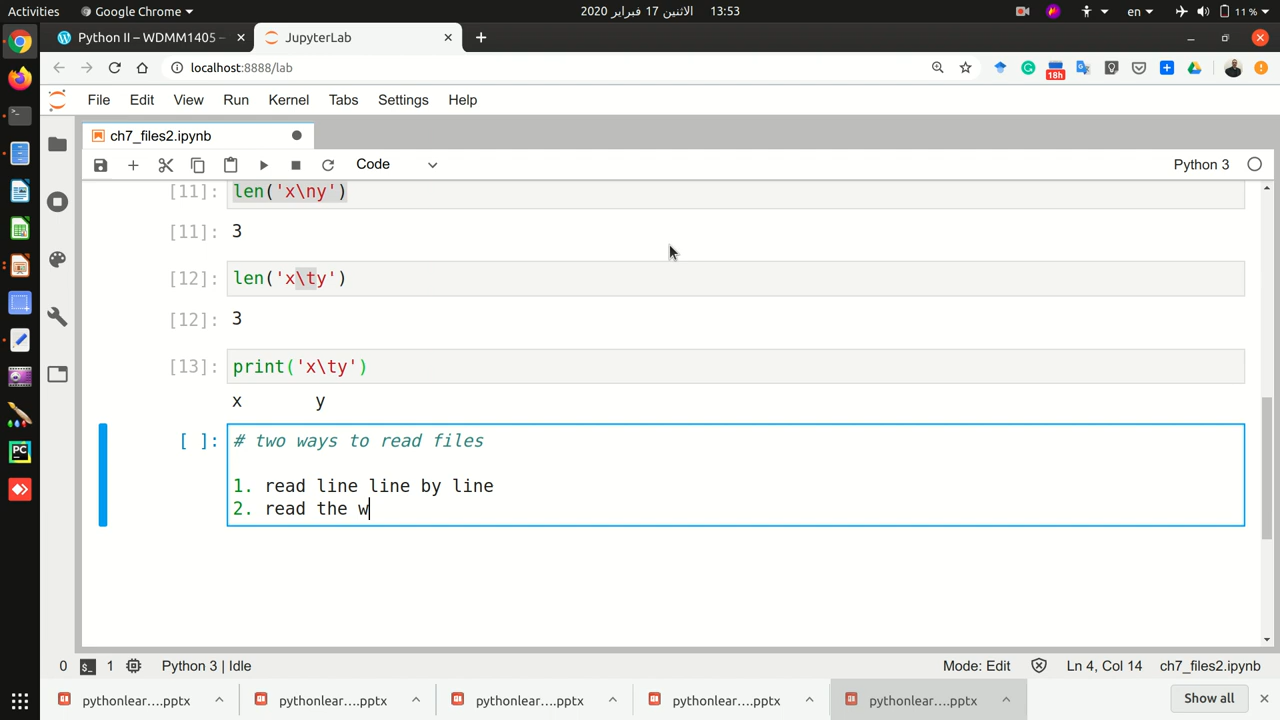 Activities
Google Chrome
الاثنين 17 فبراير 2020 13:53
en
11 %
Python II – WDMM1405 –
JupyterLab
localhost:8888/lab
18h
File Edit View Run Kernel Tabs Settings Help
ch7_files2.ipynb
Code
Python 3
[11]: len('x\ny')
[11]: 3
[12]: len('x\ty')
[12]: 3
[13]: print('x\ty')
x y
[ ]: # two ways to read files
1. read line line by line
2. read the w
PC
0
$_
1
Python 3 | Idle
Mode: Edit
Ln 4, Col 14
ch7_files2.ipynb
pythonlear....pptx
pythonlear....pptx
pythonlear....pptx
pythonlear....pptx
pythonlear....pptx
Show all